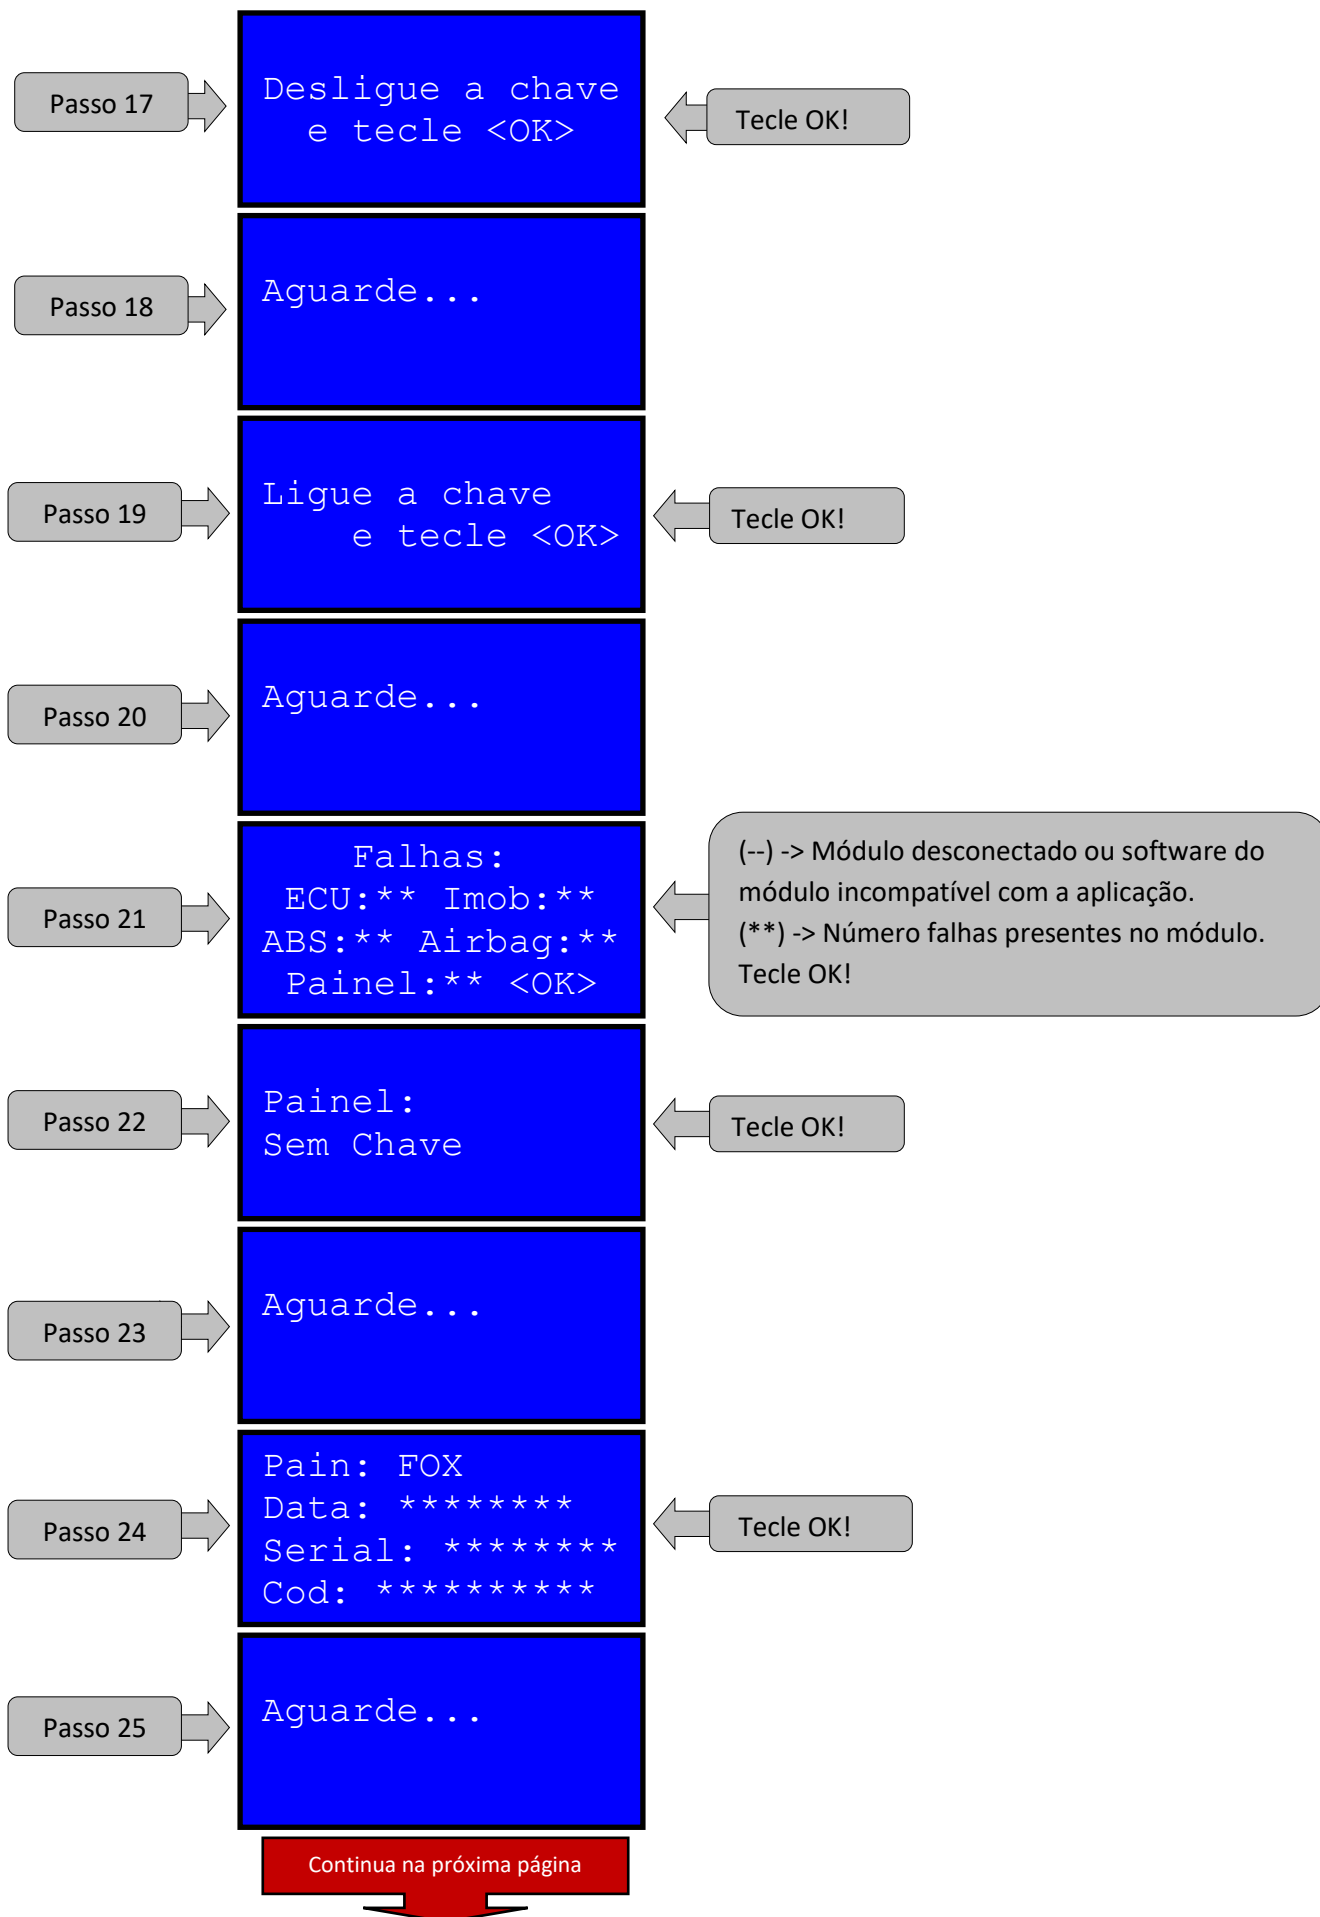 Passo 17
Desligue a chave
e tecle <OK>
Tecle OK!
Passo 18
Aguarde...
Passo 19
Ligue a chave
e tecle <OK>
Tecle OK!
Passo 20
Aguarde...
Passo 21
Falhas:
ECU:** Imob:**
ABS:** Airbag:**
Painel:** <OK>
(--) -> Módulo desconectado ou software do
módulo incompatível com a aplicação.
(**) -> Número falhas presentes no módulo.
Tecle OK!
Passo 22
Painel:
Sem Chave
Tecle OK!
Passo 23
Aguarde...
Passo 24
Pain: FOX
Data: ********
Serial: ********
Cod: **********
Tecle OK!
Passo 25
Aguarde...
Continua na próxima página